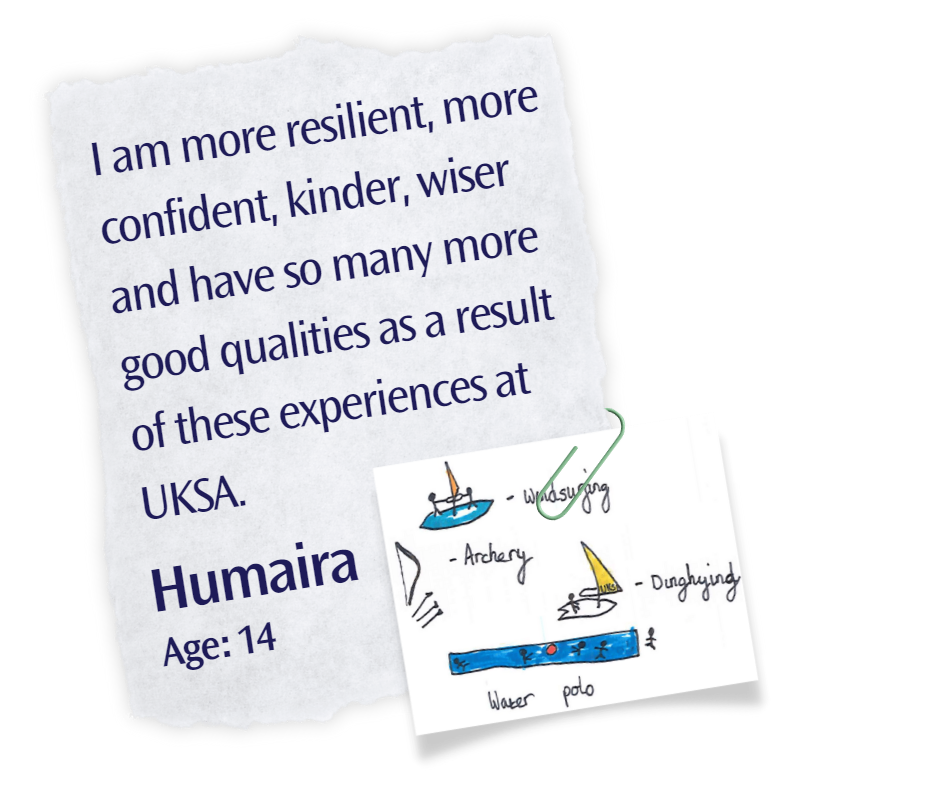 I am more resilient, more
confident, kinder, wiser
and have so many more
good qualities as a result
of these experiences at
UKSA.
Humaira
Age: 14
- Windsurfing
- Archery
- Dinghying
Water polo